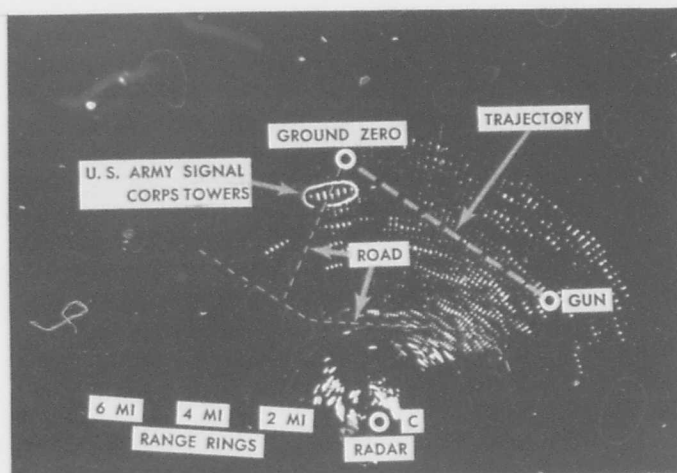 TRAJECTORY
GROUND ZERO
U. S. ARMY SIGNAL
CORPS TOWERS
ROAD
GUN
6 MI
4 MI
2 MI
C
RANGE RINGS
RADAR